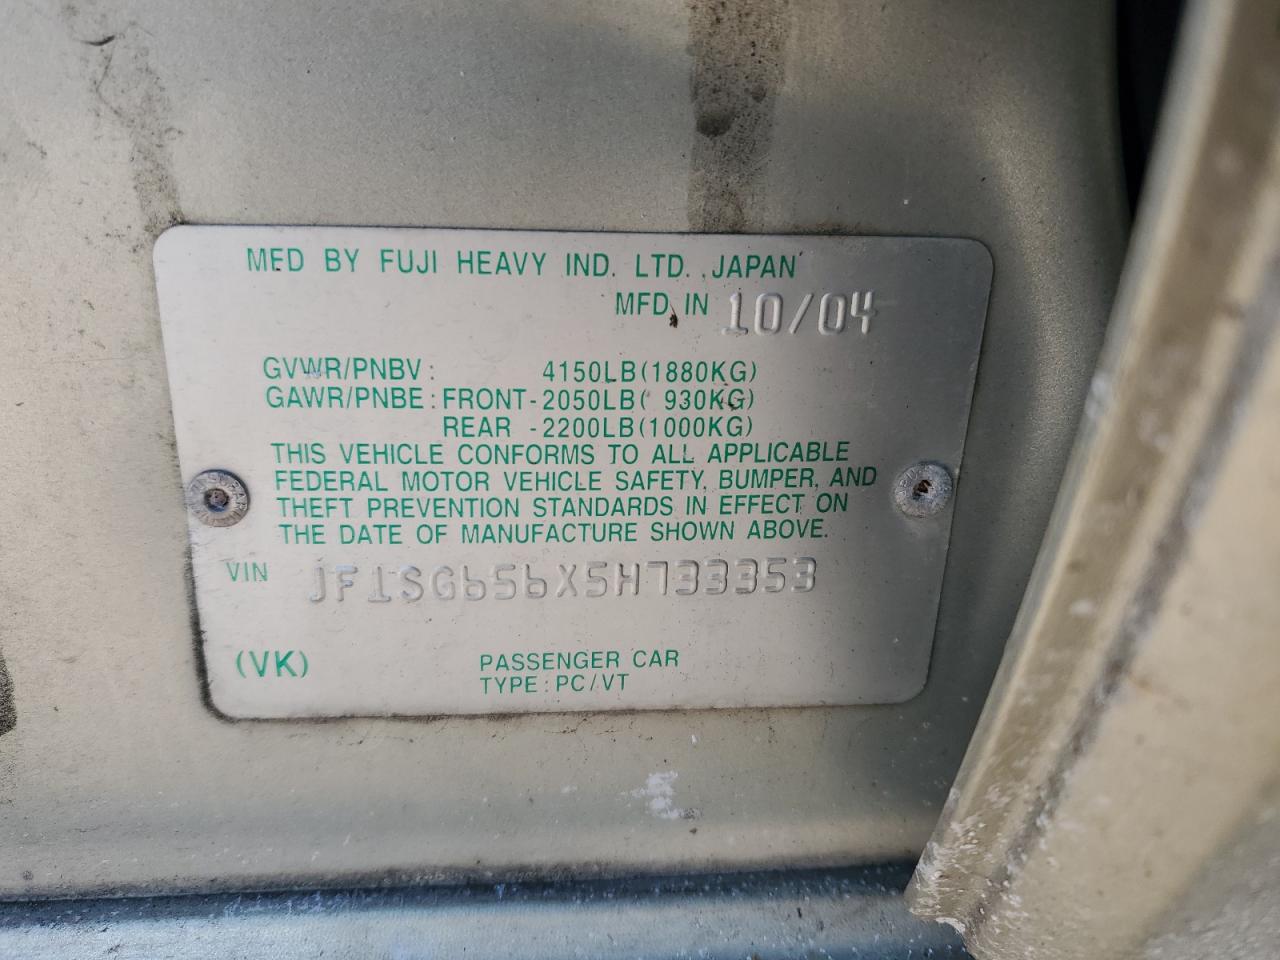 MFD BY FUJI HEAVY IND. LTD. JAPAN
MFD IN 10/04
GVWR/PNBV: 4150LB(1880KG)
GAWR/PNBE: FRONT-2050LB( 930KG)
REAR -2200LB(1000KG)
THIS VEHICLE CONFORMS TO ALL APPLICABLE
FEDERAL MOTOR VEHICLE SAFETY, BUMPER, AND
THEFT PREVENTION STANDARDS IN EFFECT ON
THE DATE OF MANUFACTURE SHOWN ABOVE.
VIN JF1SG656X5H733353
(VK) PASSENGER CAR
TYPE: PC/VT